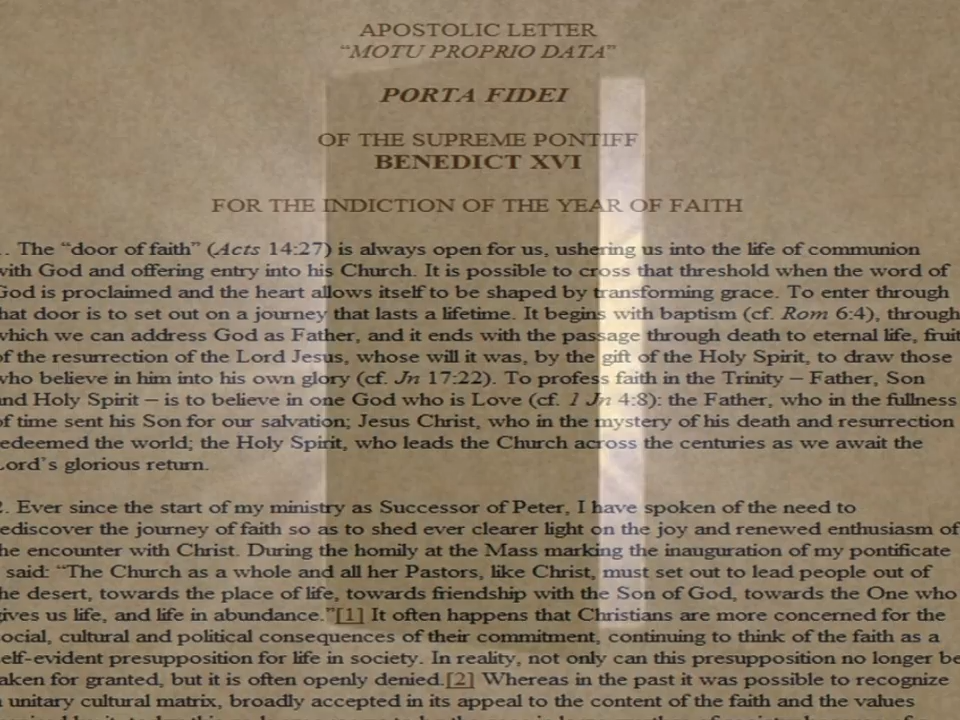 APOSTOLIC LETTER
“MOTU PROPRIO DATA”
PORTA FIDEI
OF THE SUPREME PONTIFF
BENEDICT XVI
FOR THE INDICTION OF THE YEAR OF FAITH
. The “door of faith” (Acts 14:27) is always open for us, ushering us into the life of communion
with God and offering entry into his Church. It is possible to cross that threshold when the word of
God is proclaimed and the heart allows itself to be shaped by transforming grace. To enter through
that door is to set out on a journey that lasts a lifetime. It begins with baptism (cf. Rom 6:4), through
which we can address God as Father, and it ends with the passage through death to eternal life, fruit
of the resurrection of the Lord Jesus, whose will it was, by the gift of the Holy Spirit, to draw those
who believe in him into his own glory (cf. Jn 17:22). To profess faith in the Trinity – Father, Son
and Holy Spirit – is to believe in one God who is Love (cf. 1 Jn 4:8): the Father, who in the fullness
of time sent his Son for our salvation; Jesus Christ, who in the mystery of his death and resurrection
redeemed the world; the Holy Spirit, who leads the Church across the centuries as we await the
Lord’s glorious return.
2. Ever since the start of my ministry as Successor of Peter, I have spoken of the need to
rediscover the journey of faith so as to shed ever clearer light on the joy and renewed enthusiasm of
the encounter with Christ. During the homily at the Mass marking the inauguration of my pontificate
said: “The Church as a whole and all her Pastors, like Christ, must set out to lead people out of
the desert, towards the place of life, towards friendship with the Son of God, towards the One who
gives us life, and life in abundance.”[1] It often happens that Christians are more concerned for the
social, cultural and political consequences of their commitment, continuing to think of the faith as a
self-evident presupposition for life in society. In reality, not only can this presupposition no longer be
taken for granted, but it is often openly denied.[2] Whereas in the past it was possible to recognize
unitary cultural matrix, broadly accepted in its appeal to the content of the faith and the values